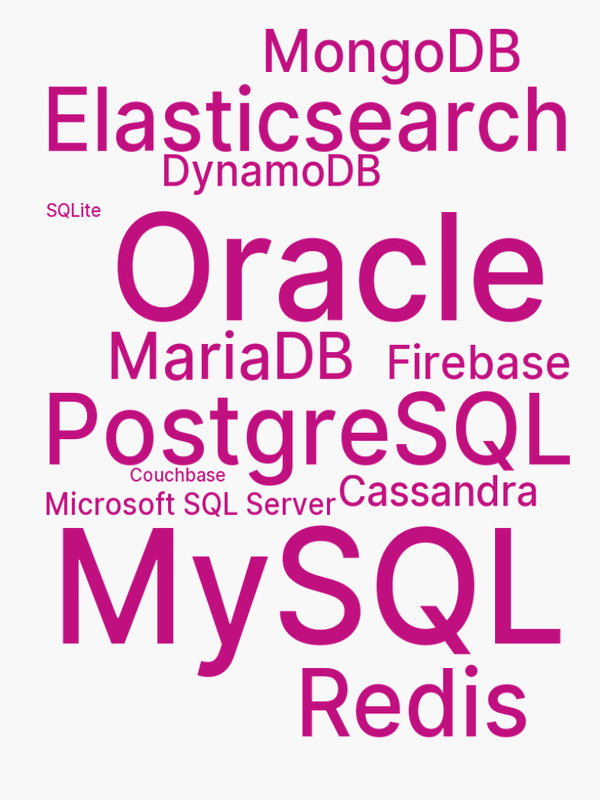 MongoDB
Elasticsearch
DynamoDB
SQLite
Oracle
MariaDB
Firebase
PostgreSQL
Couchbase
Cassandra
Microsoft SQL Server
MySQL
Redis